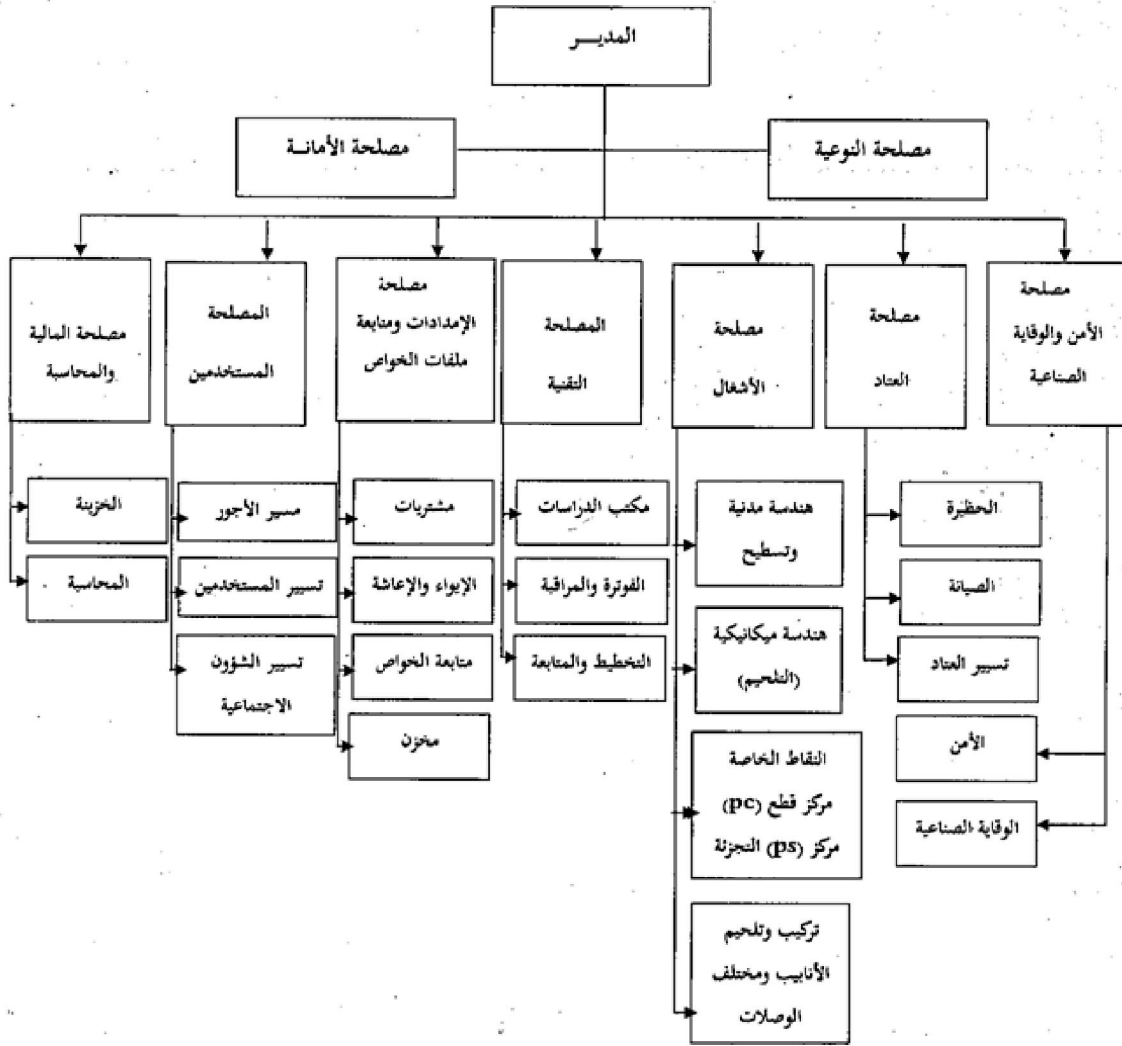 المديـــر
مصلحة النوعية
مصلحة الأمانــة
مصلحة
الأمن والوقاية
الصناعية
مصلحة
العتاد
مصلحة
الأشغال
المصلحة
التقنية
مصلحة
الإمدادات ومتابعة
ملفات الخواص
المصلحة
المستخدمين
مصلحة المالية
والمحاسبة
الأمن
الوقاية الصناعية
الحظيرة
الصيانة
تسيير العتاد
هندسة مدنية
وتسطيح
هندسة ميكانيكية
(التلحيم)
النقاط الخاصة
مركز قطع (pc)
مركز (ps) التجزئة
تركيب وتلحيم
الأنابيب ومختلف
الوصلات
مكتب الدراسات
الفوترة والمراقبة
التخطيط والمتابعة
مشتريات
الإيواء والإعاشة
متابعة الخواص
مخزن
مسير الأجور
تسيير المستخدمين
تسيير الشؤون
الاجتماعية
الخزينة
المحاسبة